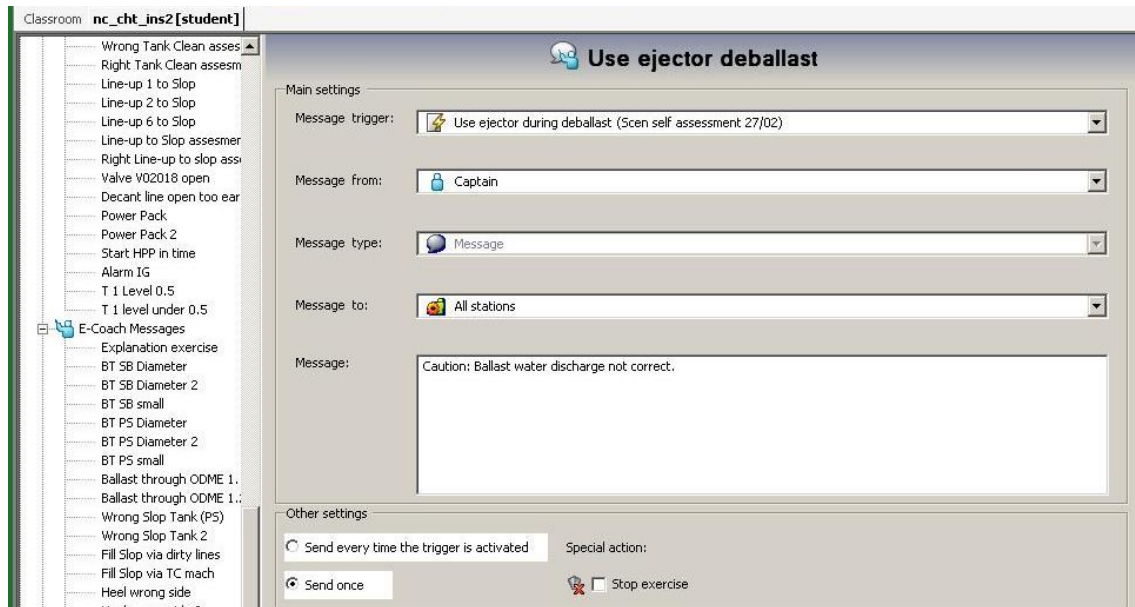 Classroom nc_cht_ins2 [student]
Wrong Tank Clean asses
Right Tank Clean assesm
Line-up 1 to Slop
Line-up 2 to Slop
Line-up 6 to Slop
Line-up to Slop assesmer
Right Line-up to slop ass
Valve V02018 open
Decant line open too ear
Power Pack
Power Pack 2
Start HPP in time
Alarm IG
T 1 Level 0.5
T 1 level under 0.5
E-Coach Messages
Explanation exercise
BT SB Diameter
BT SB Diameter 2
BT SB small
BT PS Diameter
BT PS Diameter 2
BT PS small
Ballast through ODME 1.
Ballast through ODME 1.
Wrong Slop Tank (PS)
Wrong Slop Tank 2
Fill Slop via dirty lines
Fill Slop via TC mach
Heel wrong side
Use ejector deballast
Main settings
Message trigger: Use ejector during deballast (Scen self assessment 27/02)
Message from: Captain
Message type: Message
Message to: All stations
Message: Caution: Ballast water discharge not correct.
Other settings
Send every time the trigger is activated Special action:
Send once Stop exercise